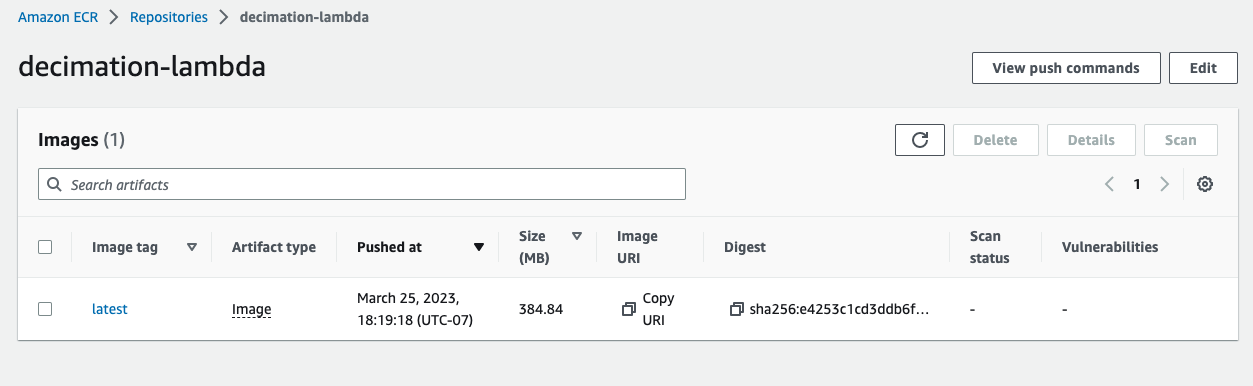 Amazon ECR > Repositories > decimation-lambda
decimation-lambda
View push commands
Edit
Images (1)
Delete
Details
Scan
Search artifacts
1
Image tag
Artifact type
Pushed at
Size
(MB)
Image
URI
Digest
Scan
status
Vulnerabilities
latest
Image
March 25, 2023,
18:19:18 (UTC-07)
384.84
Copy
URI
sha256:e4253c1cd3ddb6f...
-
-